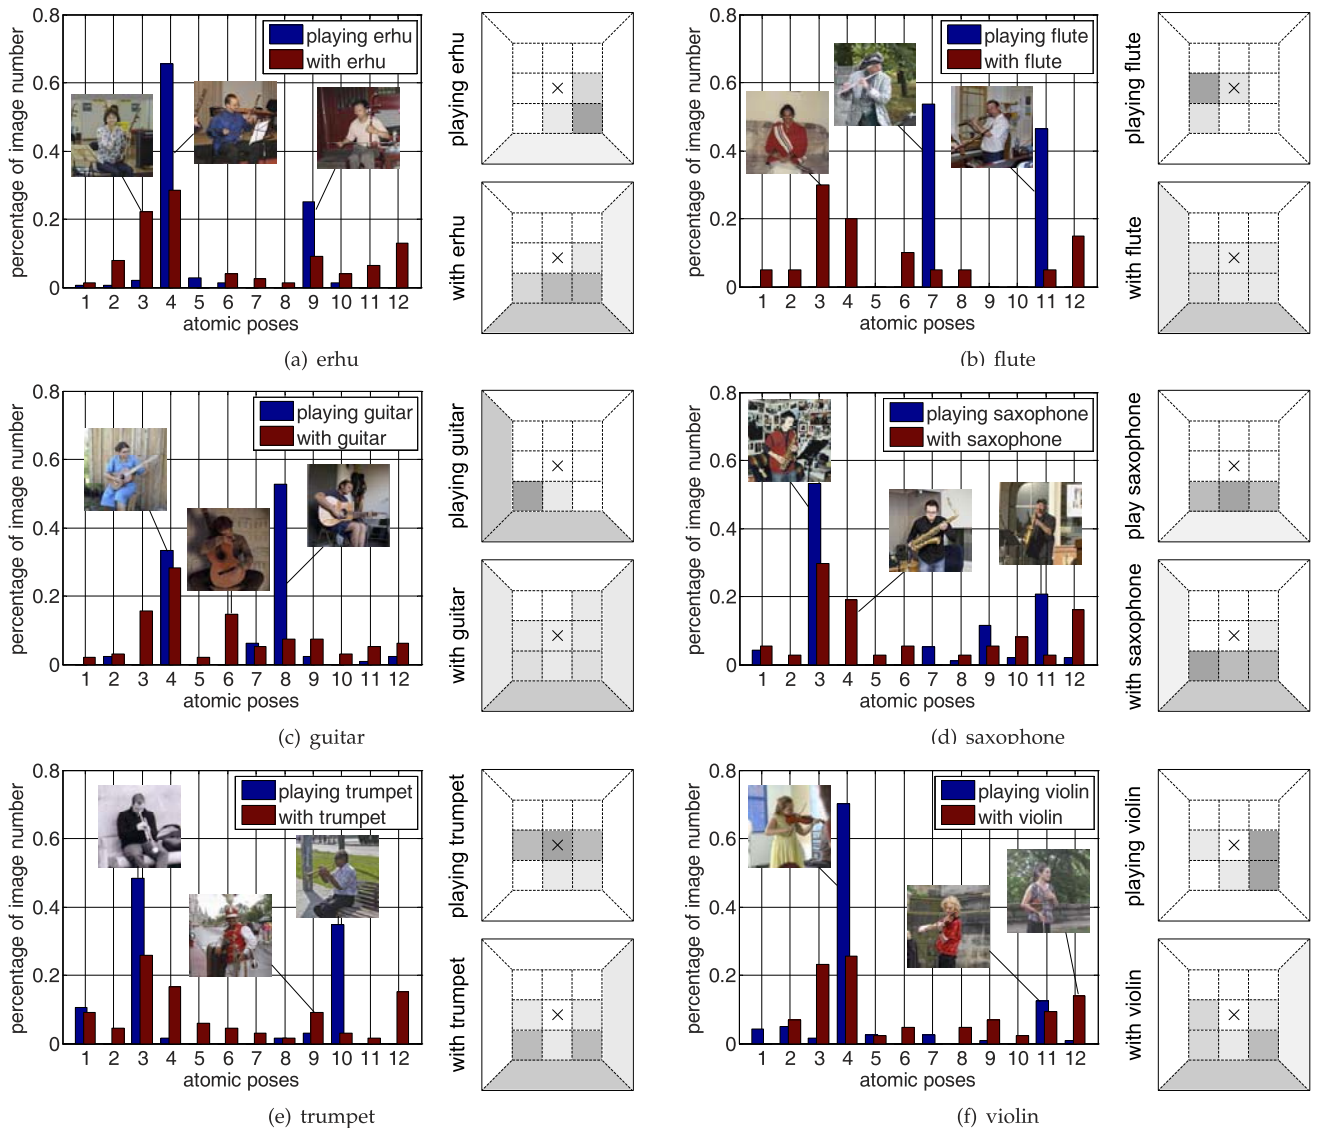 percentage of image number
0.8
0.6
0.4
0.2
0
playing erhu
with erhu
1 2 3 4 5 6 7 8 9 10 11 12
atomic poses
playing erhu
with erhu
(a) erhu
percentage of image number
0.8
0.6
0.4
0.2
0
playing flute
with flute
1 2 3 4 5 6 7 8 9 10 11 12
atomic poses
playing flute
with flute
(b) flute
percentage of image number
0.8
0.6
0.4
0.2
0
playing guitar
with guitar
1 2 3 4 5 6 7 8 9 10 11 12
atomic poses
playing guitar
with guitar
(c) guitar
percentage of image number
0.8
0.6
0.4
0.2
0
playing saxophone
with saxophone
1 2 3 4 5 6 7 8 9 10 11 12
atomic poses
play saxophone
with saxophone
(d) saxophone
percentage of image number
0.8
0.6
0.4
0.2
0
playing trumpet
with trumpet
1 2 3 4 5 6 7 8 9 10 11 12
atomic poses
playing trumpet
with trumpet
(e) trumpet
percentage of image number
0.8
0.6
0.4
0.2
0
playing violin
with violin
1 2 3 4 5 6 7 8 9 10 11 12
atomic poses
playing violin
with violin
(f) violin